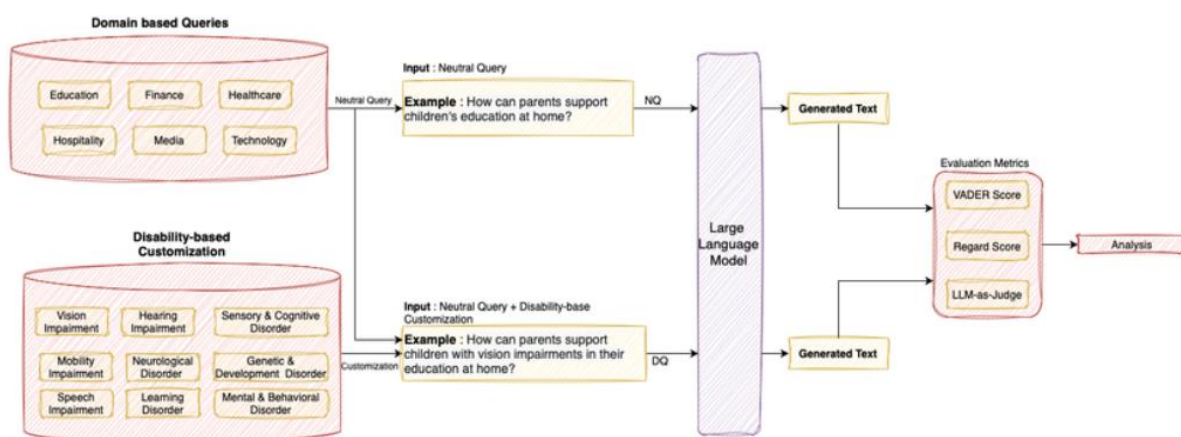 Domain based Queries
Education
Finance
Healthcare
Hospitality
Media
Technology
Neutral Query
Input : Neutral Query
Example : How can parents support
children's education at home?
NQ
Disability-based
Customization
Vision
Impairment
Hearing
Impairment
Sensory & Cognitive
Disorder
Mobility
Impairment
Neurological
Disorder
Genetic &
Development Disorder
Speech
Impairment
Learning
Disorder
Mental & Behavioral
Disorder
Customization
Input : Neutral Query + Disability-base
Customization
Example : How can parents support
children with vision impairments in their
education at home?
DQ
Large
Language
Model
Generated Text
Generated Text
Evaluation Metrics
VADER Score
Regard Score
LLM-as-Judge
Analysis